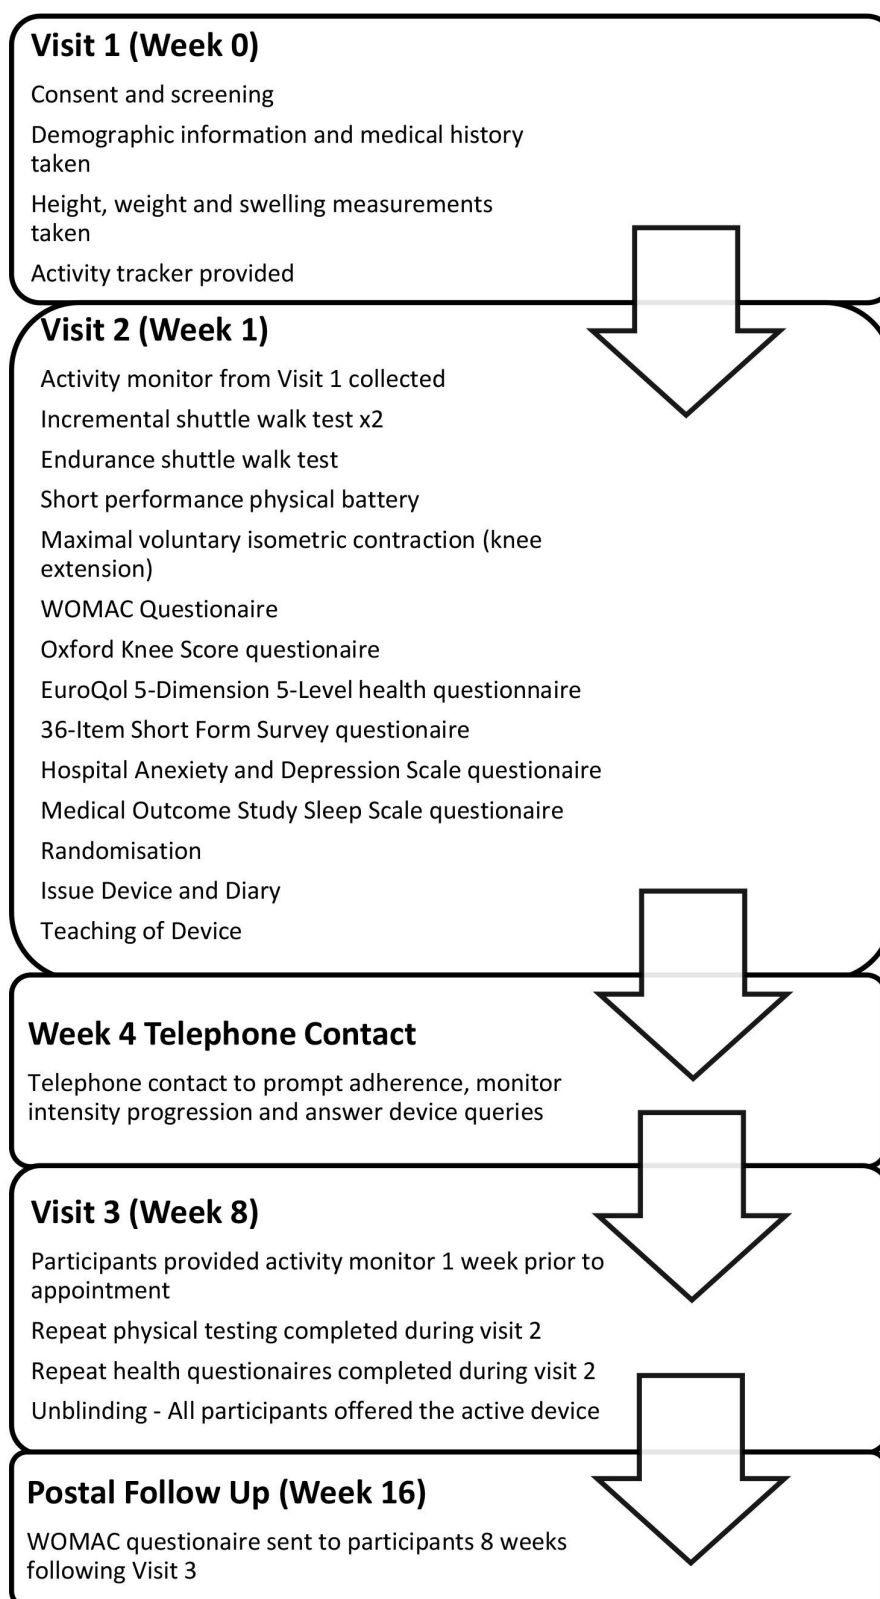 Visit 1 (Week 0)
Consent and screening
Demographic information and medical history
taken
Height, weight and swelling measurements
taken
Activity tracker provided
Visit 2 (Week 1)
Activity monitor from Visit 1 collected
Incremental shuttle walk test x2
Endurance shuttle walk test
Short performance physical battery
Maximal voluntary isometric contraction (knee
extension)
WOMAC Questionaire
Oxford Knee Score questionaire
EuroQol 5-Dimension 5-Level health questionnaire
36-Item Short Form Survey questionaire
Hospital Anexiety and Depression Scale questionaire
Medical Outcome Study Sleep Scale questionaire
Randomisation
Issue Device and Diary
Teaching of Device
Week 4 Telephone Contact
Telephone contact to prompt adherence, monitor
intensity progression and answer device queries
Visit 3 (Week 8)
Participants provided activity monitor 1 week prior to
appointment
Repeat physical testing completed during visit 2
Repeat health questionaires completed during visit 2
Unblinding - All participants offered the active device
Postal Follow Up (Week 16)
WOMAC questionaire sent to participants 8 weeks
following Visit 3